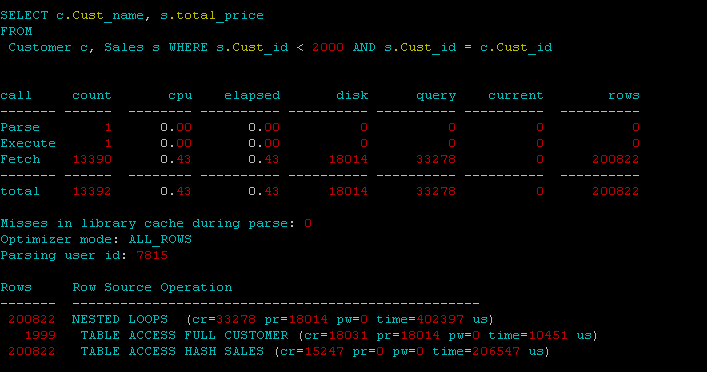 SELECT c.Cust_name, s.total_price
FROM
 Customer c, Sales s WHERE s.Cust_id < 2000 AND s.Cust_id = c.Cust_id
call     count       cpu    elapsed       disk      query    current        rows
------- ------  -------- ---------- ---------- ---------- ----------  ----------
Parse        1      0.00       0.00          0          0          0           0
Execute      1      0.00       0.00          0          0          0           0
Fetch    13390      0.43       0.43      18014      33278          0      200822
------- ------  -------- ---------- ---------- ---------- ----------  ----------
total    13392      0.43       0.43      18014      33278          0      200822
Misses in library cache during parse: 0
Optimizer mode: ALL_ROWS
Parsing user id: 7815
Rows     Row Source Operation
-------  ---------------------------------------------------
 200822  NESTED LOOPS  (cr=33278 pr=18014 pw=0 time=402397 us)
   1999   TABLE ACCESS FULL CUSTOMER (cr=18031 pr=18014 pw=0 time=10451 us)
 200822   TABLE ACCESS HASH SALES (cr=15247 pr=0 pw=0 time=206547 us)